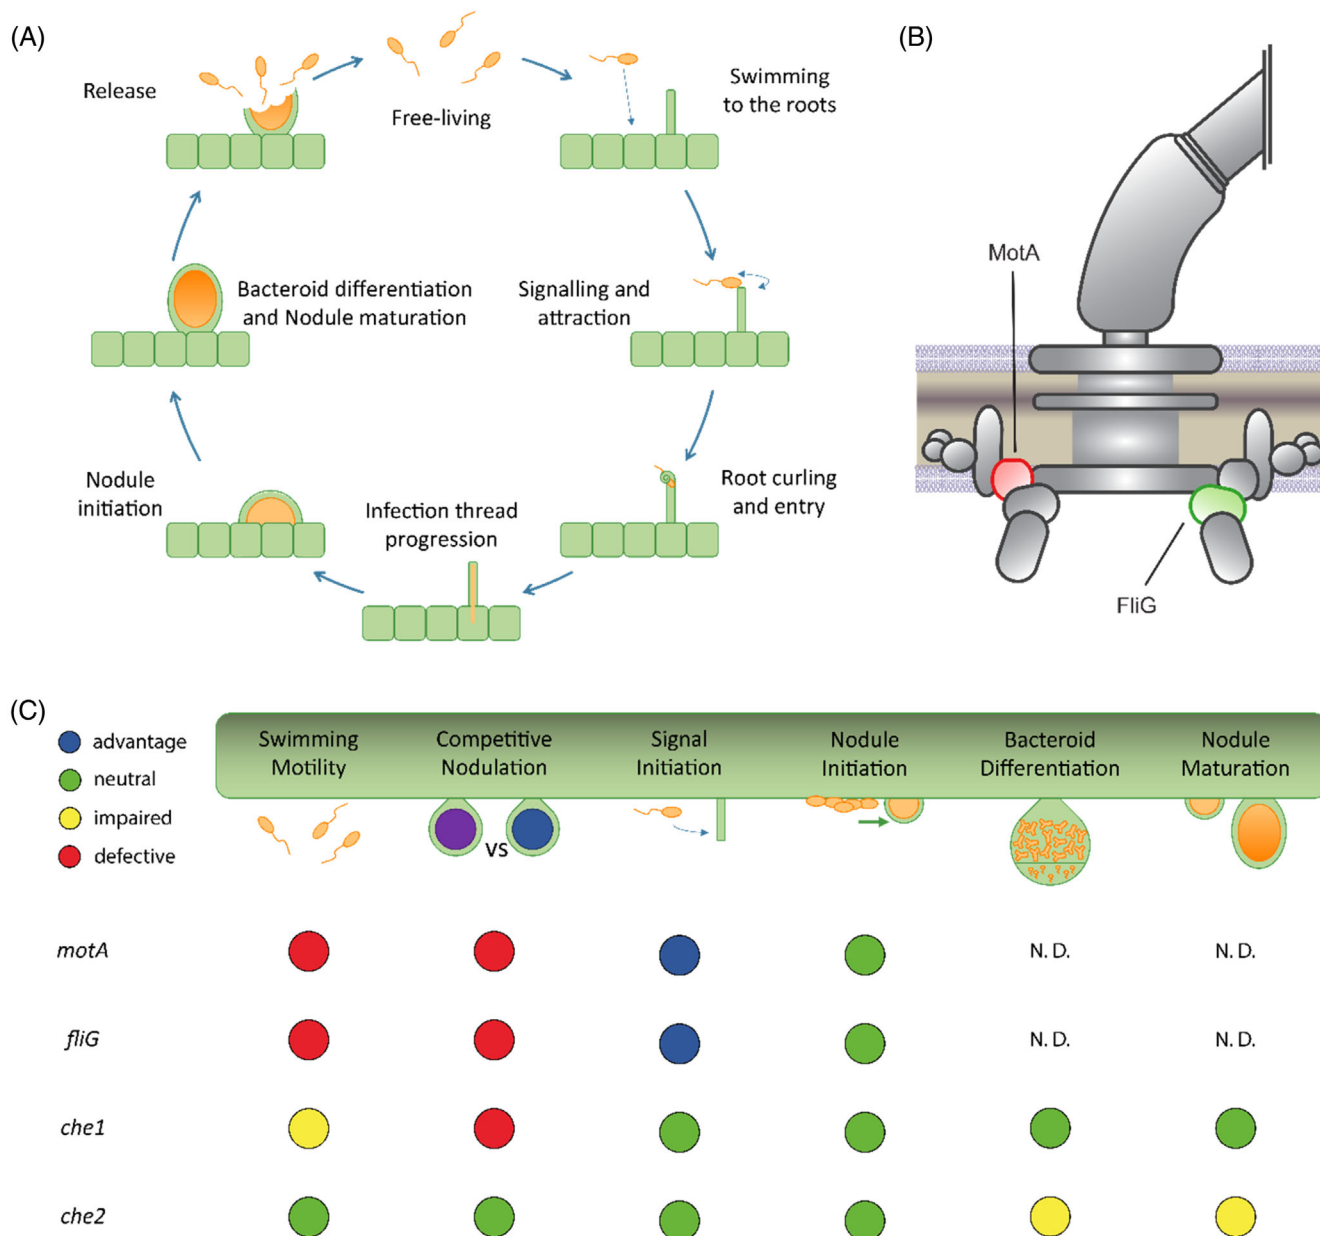 (A)
Release
Free-living
Swimming
to the roots
Bacteroid differentiation
and Nodule maturation
Signalling and
attraction
Nodule
initiation
Infection thread
progression
Root curling
and entry
(B)
MotA
FliG
(C)
advantage
neutral
impaired
defective
Swimming
Motility
Competitive
Nodulation
Signal
Initiation
Nodule
Initiation
Bacteroid
Differentiation
Nodule
Maturation
VS
motA
N. D.
N. D.
fliG
N. D.
N. D.
che1
che2